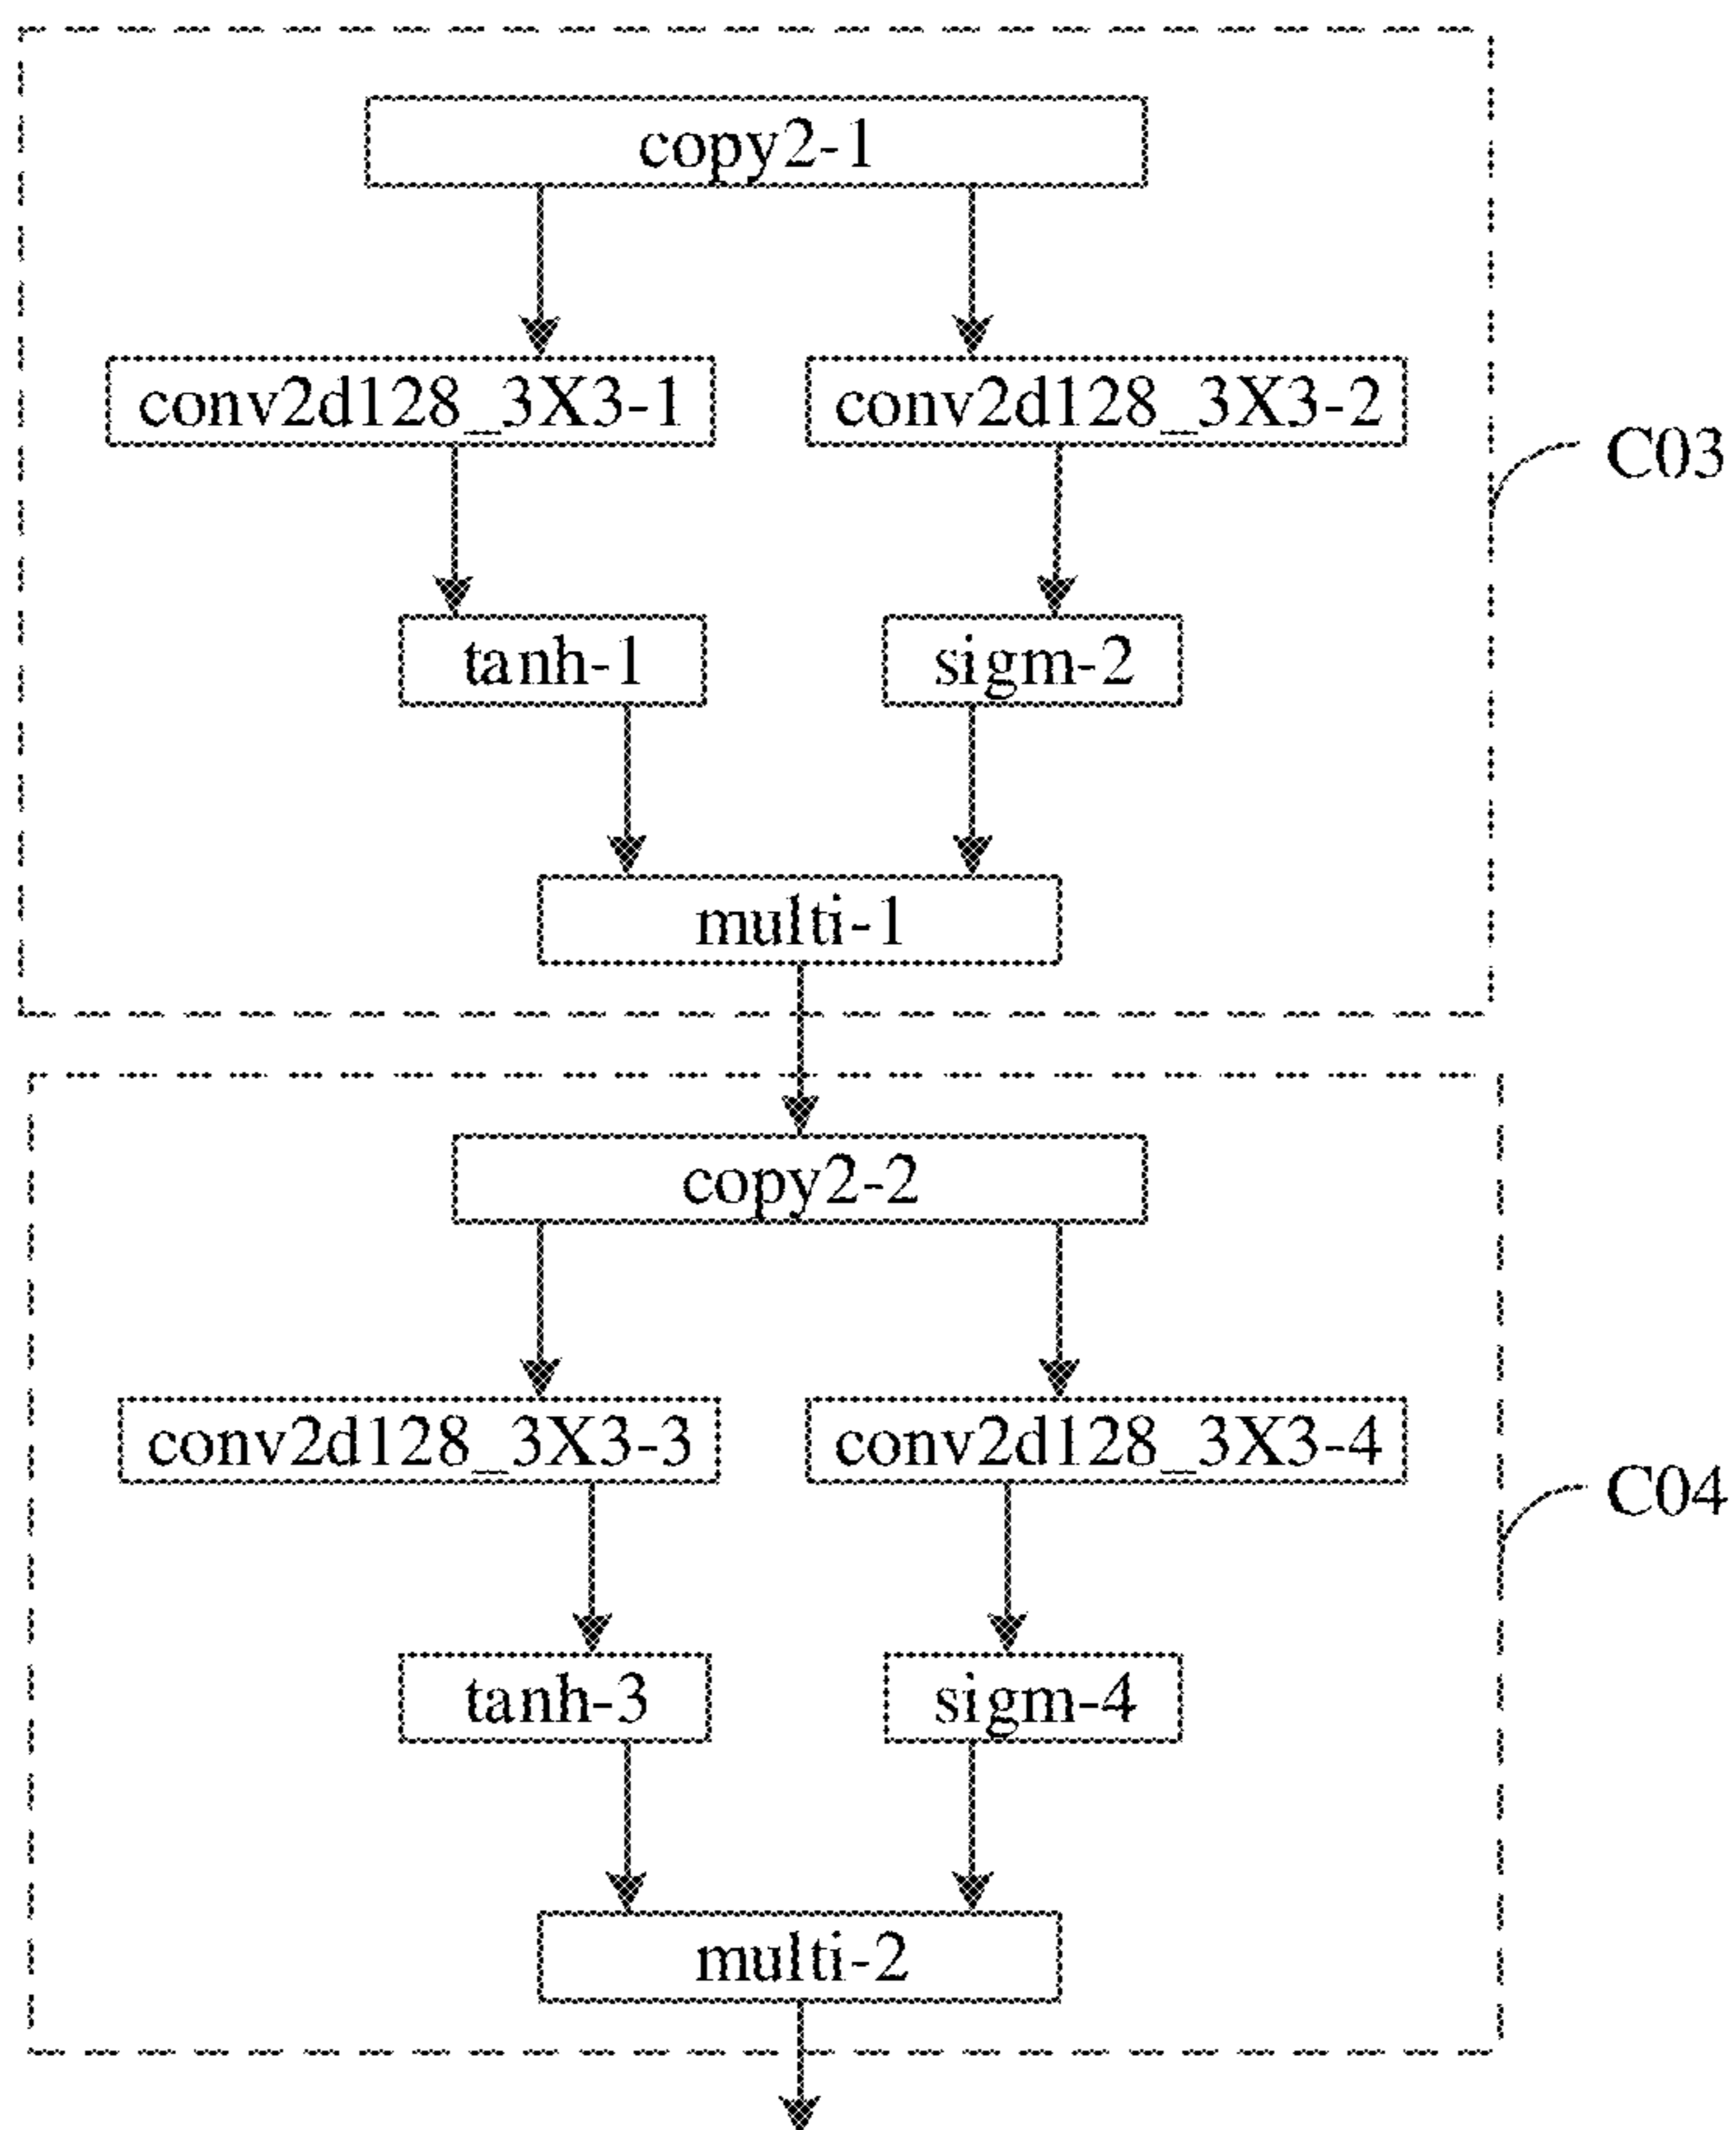 copy2-1
conv2d128_3X3-1
conv2d128_3X3-2
C03
tanh-1
sigm-2
multi-1
copy2-2
conv2d128_3X3-3
conv2d128_3X3-4
C04
tanh-3
sigm-4
multi-2